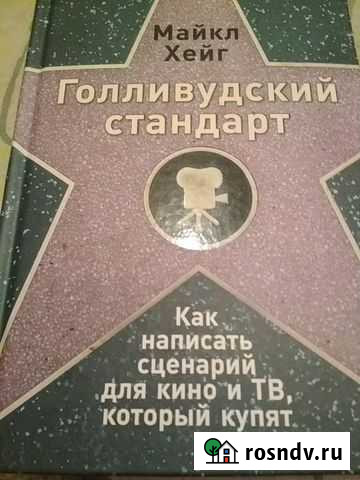 Майкл
Хейг
Голливудский
стандарт
Как
написать
сценарий
для кино и ТВ,
который купят
rosndv.ru